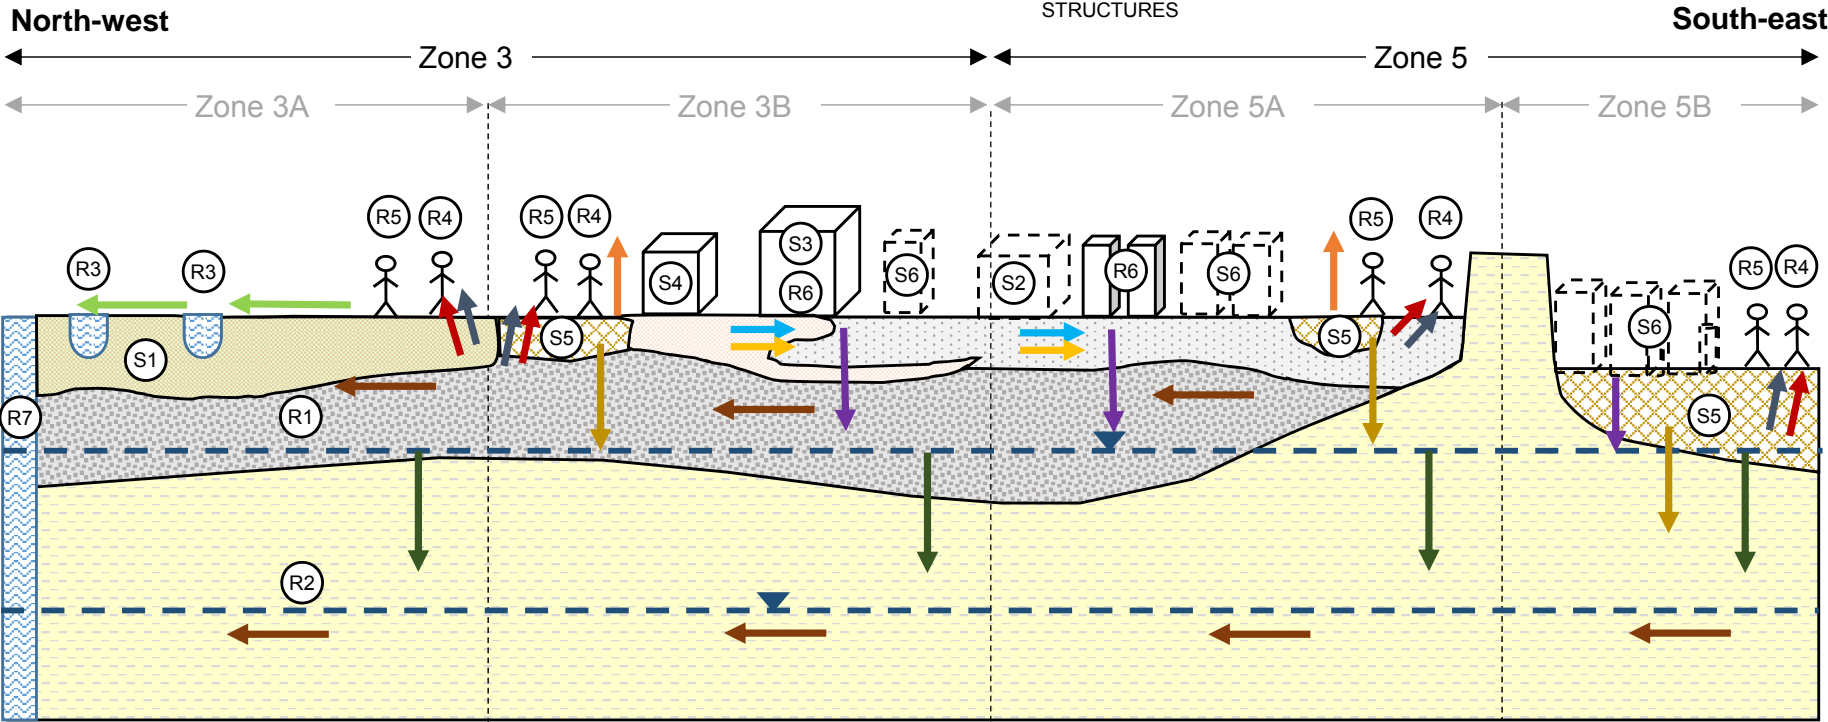 STRUCTURES
North-west
South-east
Zone 3
Zone 5
Zone 3A
Zone 3B
Zone 5A
Zone 5B
R5
R4
R5
R4
R5
R4
R3
R3
S4
S3
R6
S6
S2
R6
S6
R5
R4
S1
S5
S5
S6
R7
R1
S5
R2